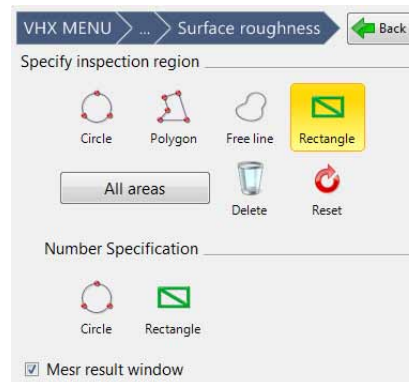 VHX MENU ... Surface roughness Back
Specify inspection region
Circle Polygon Free line Rectangle
All areas Delete Reset
Number Specification
Circle Rectangle
Mesr result window